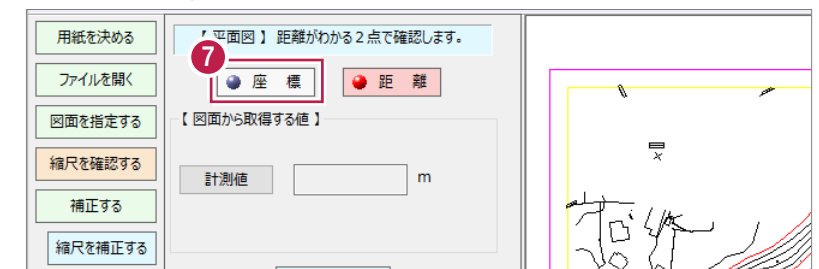 用紙を決める
ファイルを開く
図面を指定する
縮尺を確認する
補正する
縮尺を補正する
【 平面図 】 距離がわかる2点で確認します。
7
座 標
距 離
【 図面から取得する値 】
計測値
m